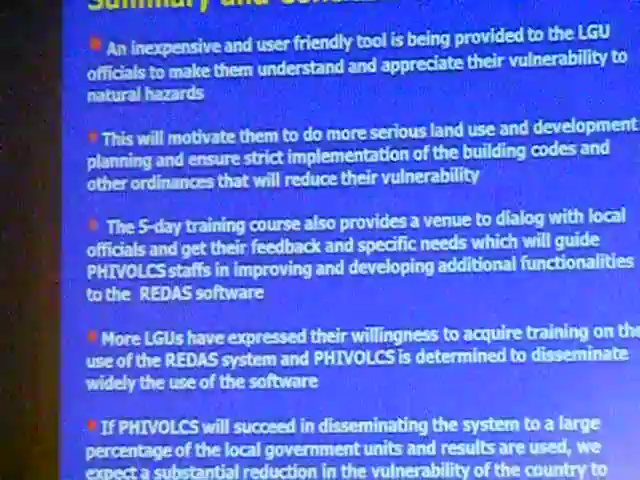 Summary and
An inexpensive and user friendly tool is being provided to the LGU
officials to make them understand and appreciate their vulnerability to
natural hazards
This will motivate them to do more serious land use and development
planning and ensure strict implementation of the building codes and
other ordinances that will reduce their vulnerability
The 5-day training course also provides a venue to dialog with local
officials and get their feedback and specific needs which will guide
PHIVOLCS staffs in improving and developing additional functionalities
to the REDAS software
More LGUs have expressed their willingness to acquire training on the
use of the REDAS system and PHIVOLCS is determined to disseminate
widely the use of the software
If PHIVOLCS will succeed in disseminating the system to a large
percentage of the local government units and results are used, we
expect a substantial reduction in the vulnerability of the country to